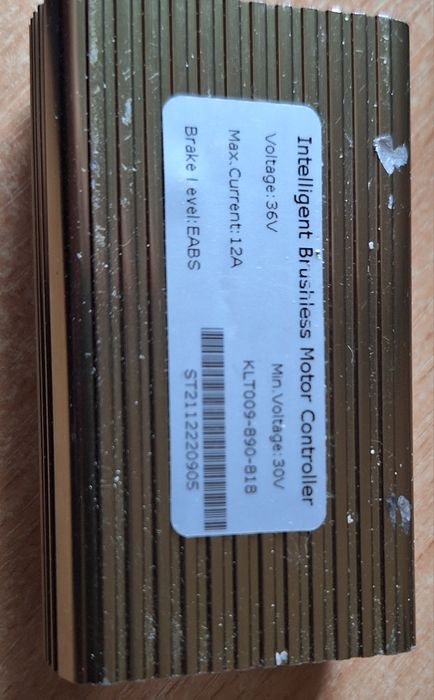 Intelligent Brushless Motor Controller
Voltage:36V Min.Voltage:30V
Max.Current:12A KLT009-890-818
Brake level:EABS
ST2112220905